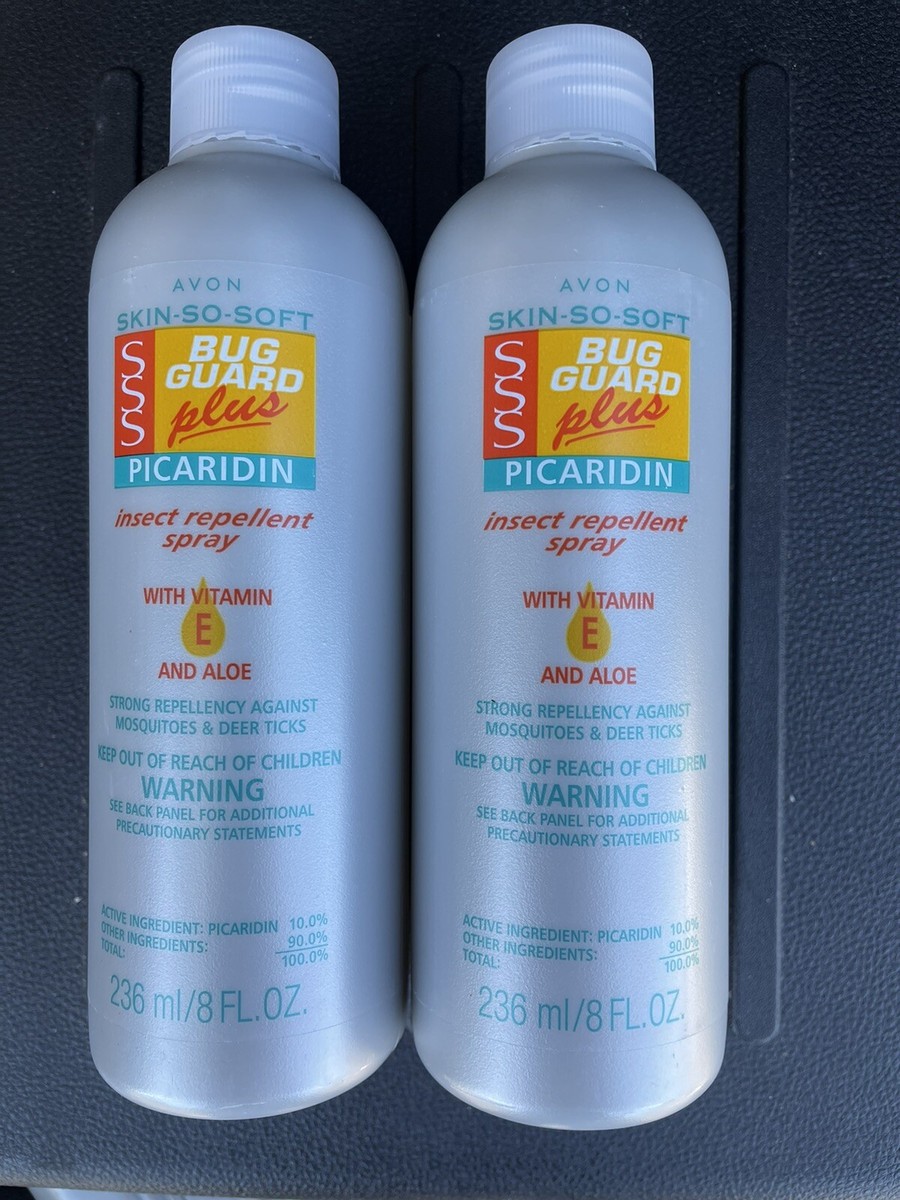 AVON
SKIN-SO-SOFT
SSS
BUG
GUARD
plus
PICARIDIN
insect repellent
spray
WITH VITAMIN
E
AND ALOE
STRONG REPELLENCY AGAINST
MOSQUITOES & DEER TICKS
KEEP OUT OF REACH OF CHILDREN
WARNING
SEE BACK PANEL FOR ADDITIONAL
PRECAUTIONARY STATEMENTS
ACTIVE INGREDIENT: PICARIDIN 10.0%
OTHER INGREDIENTS: 90.0%
TOTAL: 100.0%
236 ml/8 FL.OZ.
AVON
SKIN-SO-SOFT
SSS
BUG
GUARD
plus
PICARIDIN
insect repellent
spray
WITH VITAMIN
E
AND ALOE
STRONG REPELLENCY AGAINST
MOSQUITOES & DEER TICKS
KEEP OUT OF REACH OF CHILDREN
WARNING
SEE BACK PANEL FOR ADDITIONAL
PRECAUTIONARY STATEMENTS
ACTIVE INGREDIENT: PICARIDIN 10.0%
OTHER INGREDIENTS: 90.0%
TOTAL: 100.0%
236 ml/8 FL.OZ.